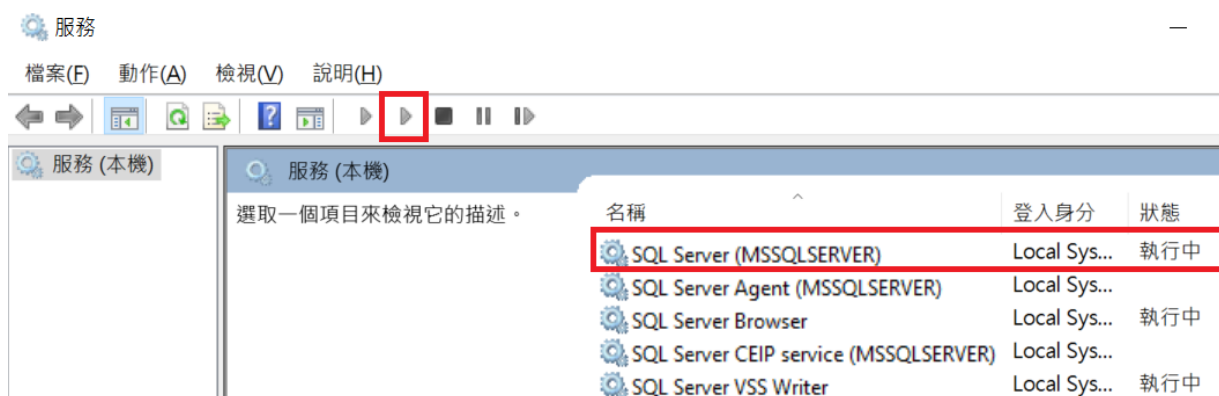 服務
檔案(F) 動作(A) 檢視(V) 說明(H)
服務 (本機)
服務 (本機)
選取一個項目來檢視它的描述。
名稱 登入身分 狀態
SQL Server (MSSQLSERVER) Local Sys... 執行中
SQL Server Agent (MSSQLSERVER) Local Sys...
SQL Server Browser Local Sys... 執行中
SQL Server CEIP service (MSSQLSERVER) Local Sys...
SQL Server VSS Writer Local Sys... 執行中